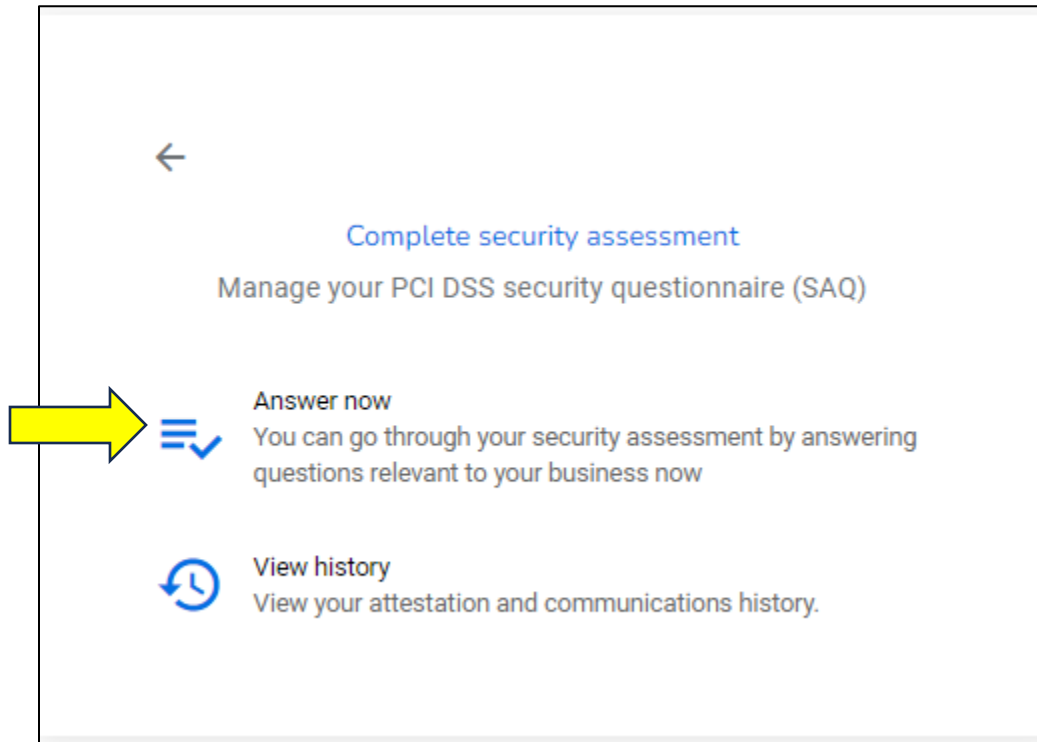 Complete security assessment
Manage your PCI DSS security questionnaire (SAQ)
Answer now
You can go through your security assessment by answering
questions relevant to your business now
View history
View your attestation and communications history.